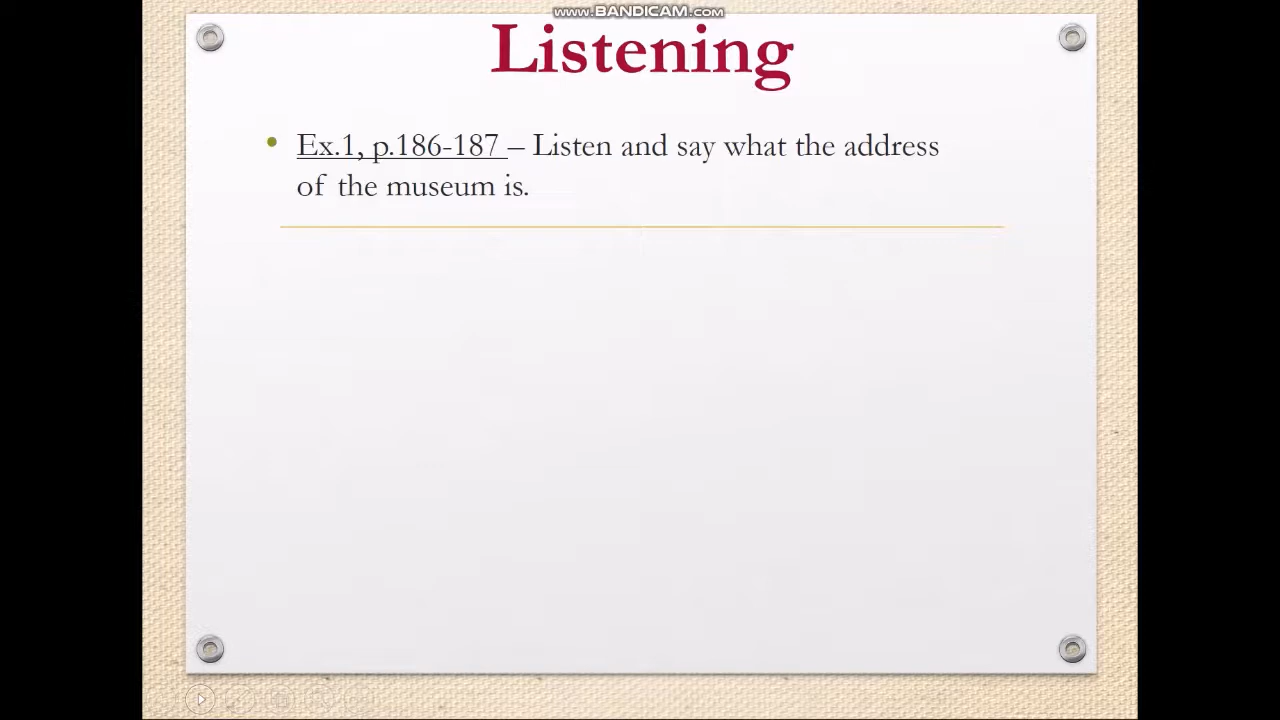 www.BANDICAM.com
Listening
• Ex.1, p.186-187 – Listen and say what the address
of the museum is.